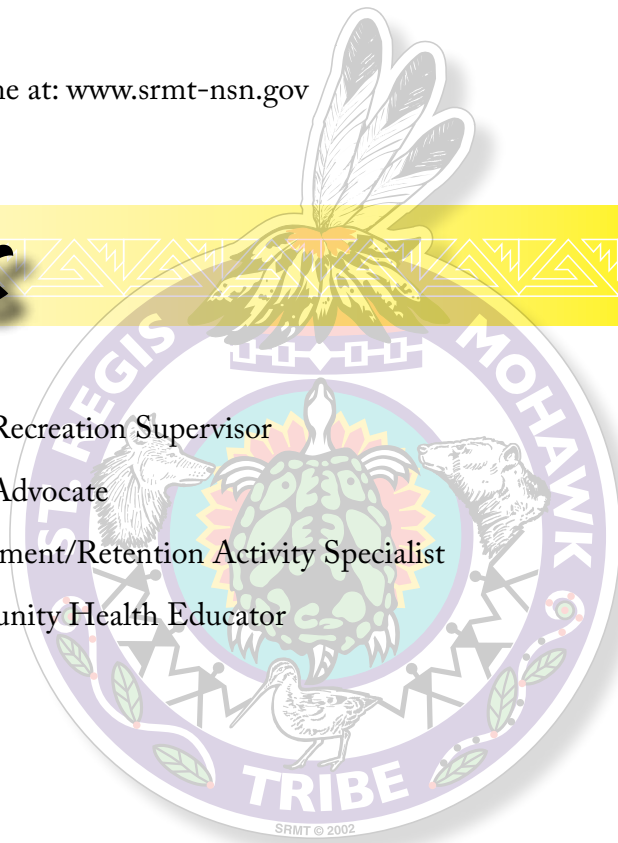 ne at: www.srmt-nsn.gov
r
Recreation Supervisor
Advocate
ment/Retention Activity Specialist
unity Health Educator
ST. REGIS MOHAWK
TRIBE
SRMT © 2002